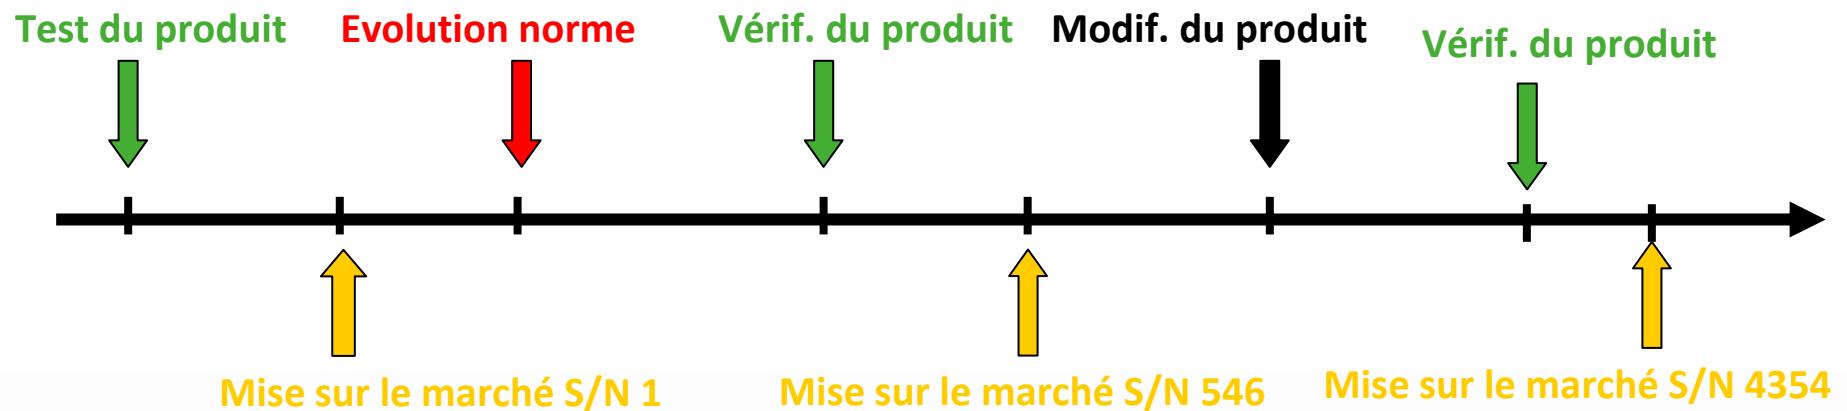 Test du produit
Evolution norme
Vérif. du produit
Modif. du produit
Vérif. du produit
Mise sur le marché S/N 1
Mise sur le marché S/N 546
Mise sur le marché S/N 4354